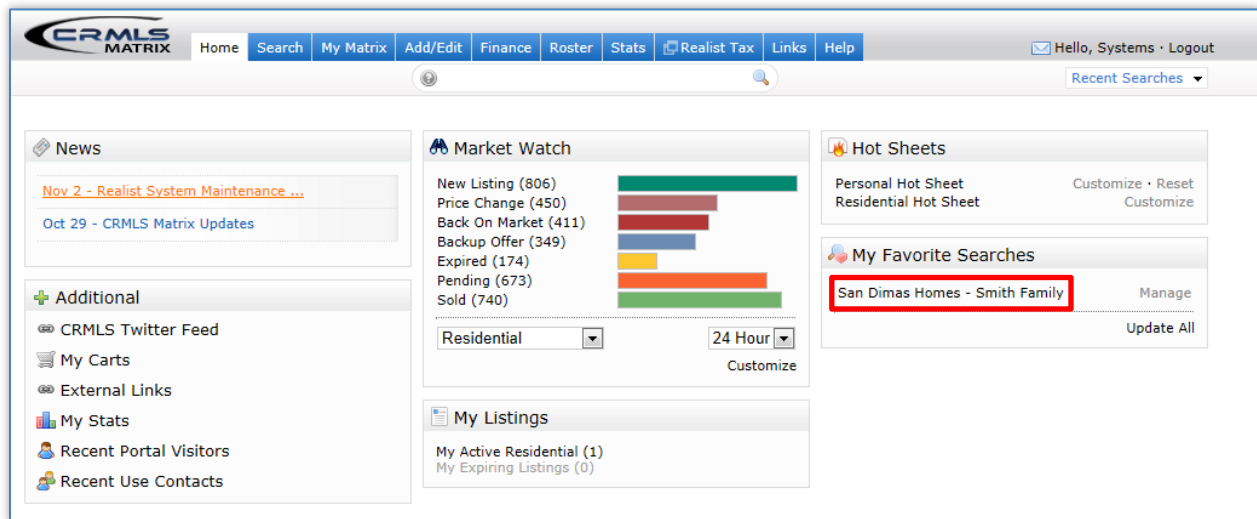 CRMLS
MATRIX
Home Search My Matrix Add/Edit Finance Roster Stats Realist Tax Links Help
Hello, Systems · Logout
Recent Searches
News
Nov 2 - Realist System Maintenance ...
Oct 29 - CRMLS Matrix Updates
Additional
CRMLS Twitter Feed
My Carts
External Links
My Stats
Recent Portal Visitors
Recent Use Contacts
Market Watch
New Listing (806)
Price Change (450)
Back On Market (411)
Backup Offer (349)
Expired (174)
Pending (673)
Sold (740)
Residential 24 Hour
Customize
My Listings
My Active Residential (1)
My Expiring Listings (0)
Hot Sheets
Personal Hot Sheet Customize · Reset
Residential Hot Sheet Customize
My Favorite Searches
San Dimas Homes - Smith Family Manage
Update All